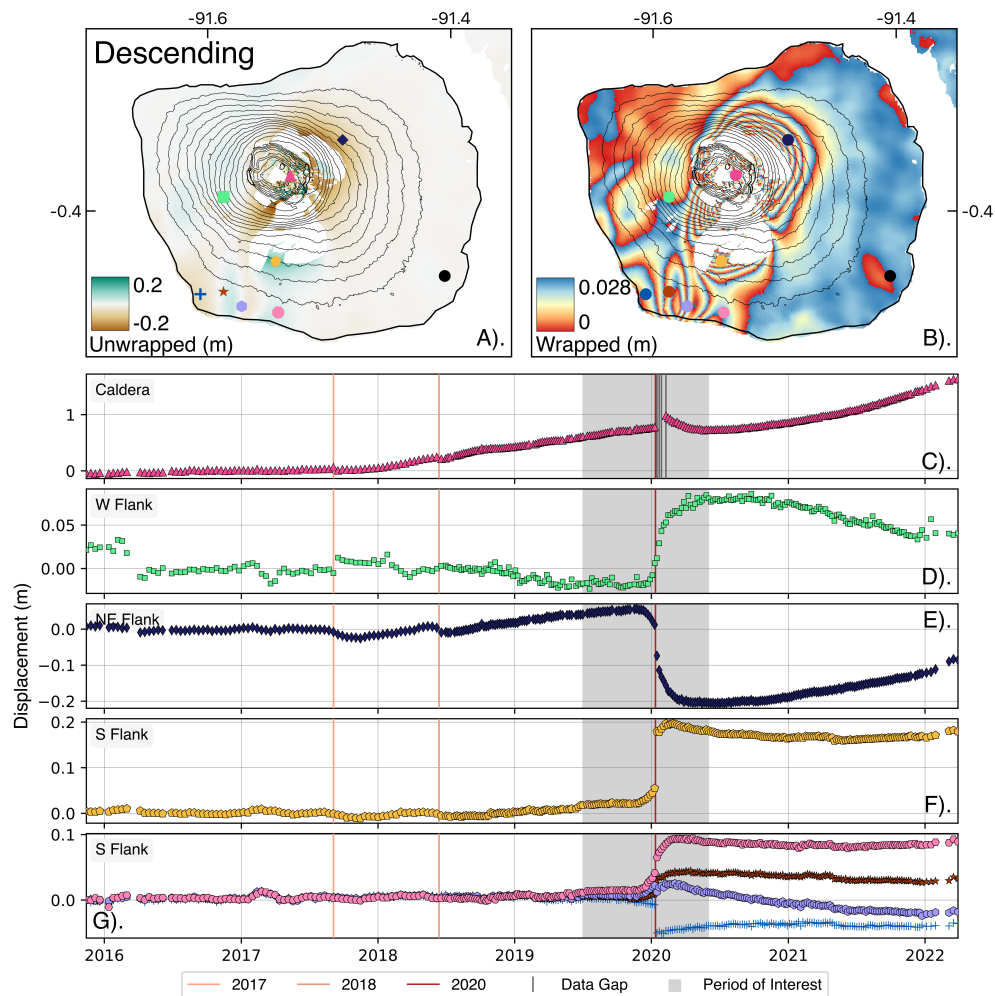 -91.6 -91.4 -91.6 -91.4
Descending
-0.4 -0.4
0.2 0.028
-0.2 0
Unwrapped (m) A). Wrapped (m) B).
Caldera
1
0
C).
W Flank
0.05
0.00
D).
NE Flank
E).
0.0
−0.1
−0.2
Displacement (m)
0.2
S Flank
0.1
0.0
F).
0.1
S Flank
0.0
G).
2016 2017 2018 2019 2020 2021 2022
2017 2018 2020 Data Gap Period of Interest